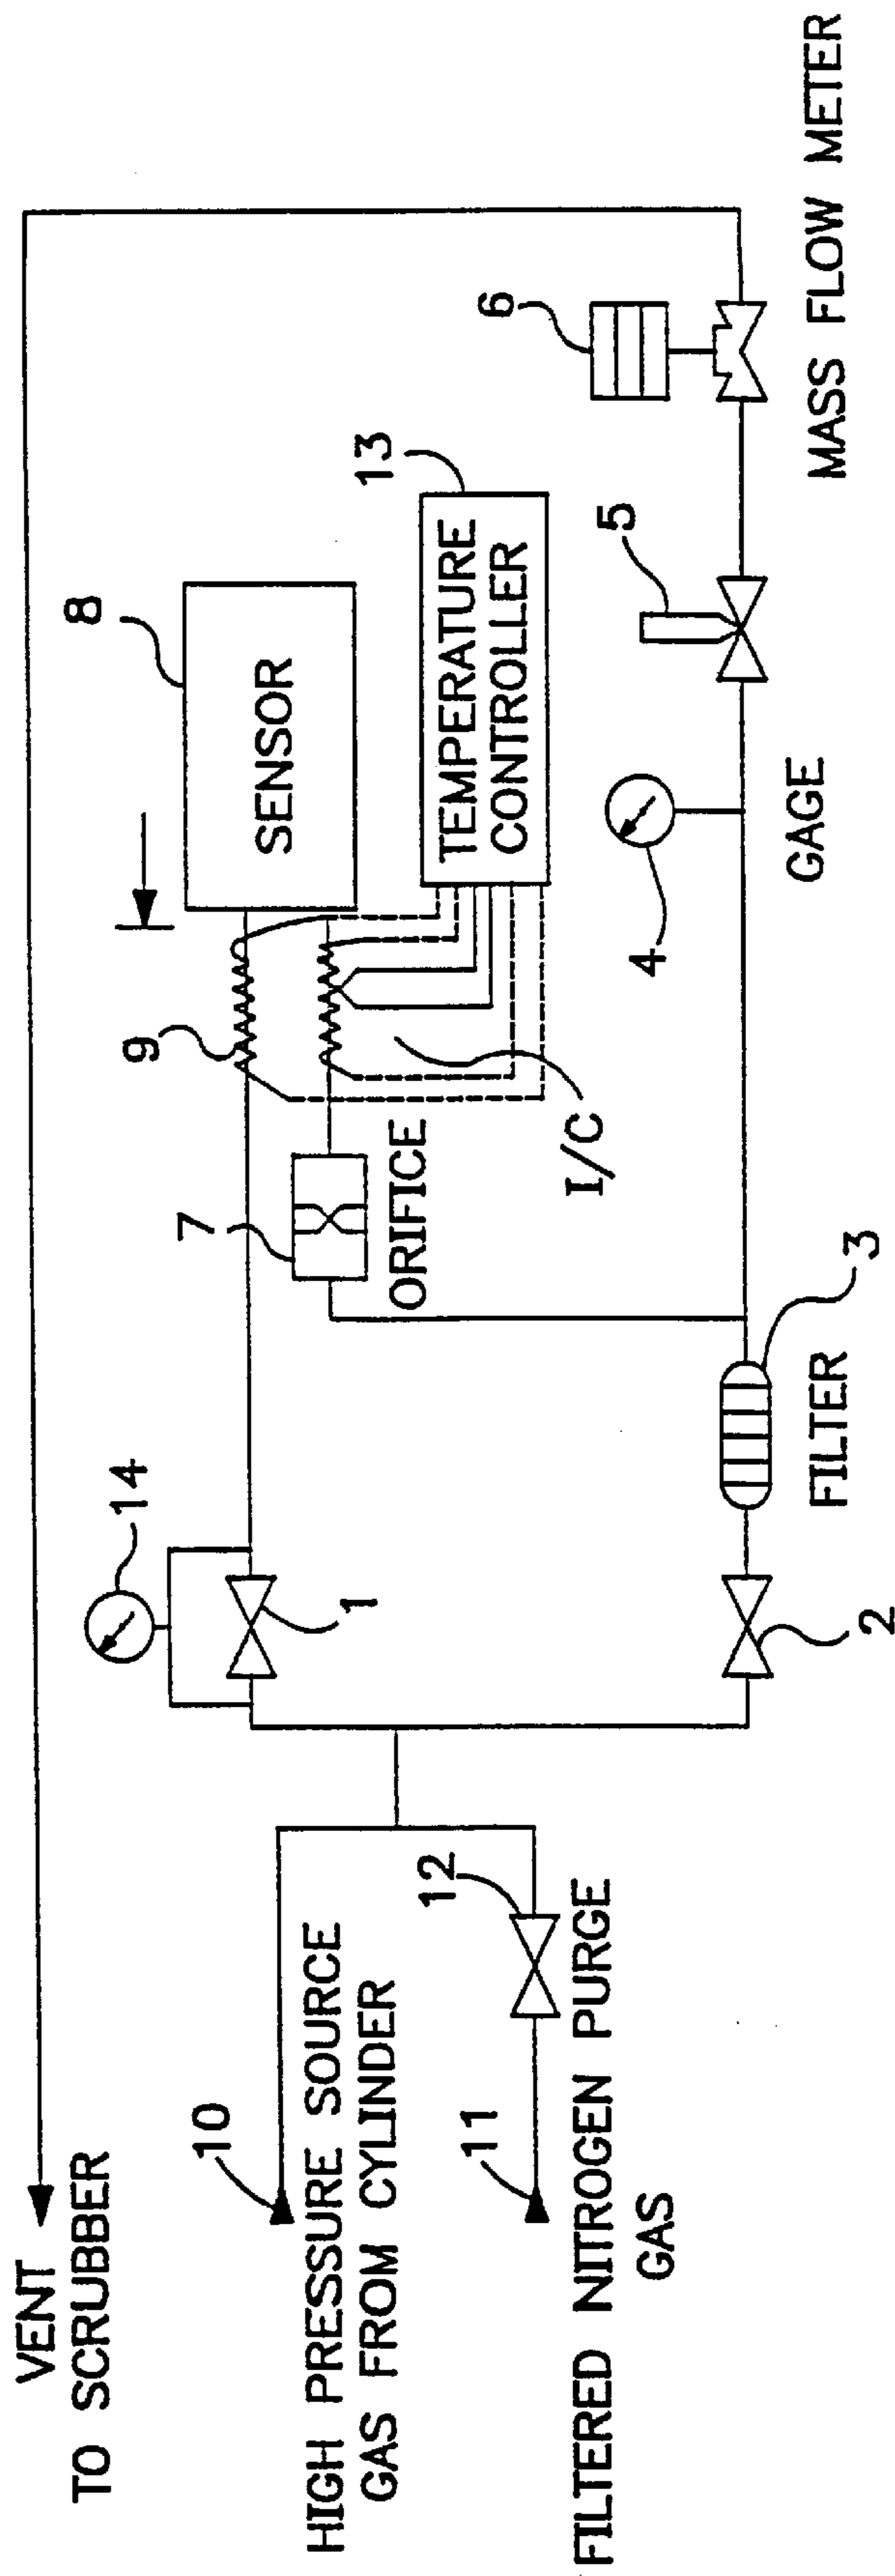 VENT
TO SCRUBBER
10
HIGH PRESSURE SOURCE
GAS FROM CYLINDER
11
12
FILTERED NITROGEN PURGE
GAS
14
1
2
7
ORIFICE
9
I/C
8
SENSOR
13
TEMPERATURE
CONTROLLER
3
FILTER
4
GAGE
5
6
MASS FLOW METER